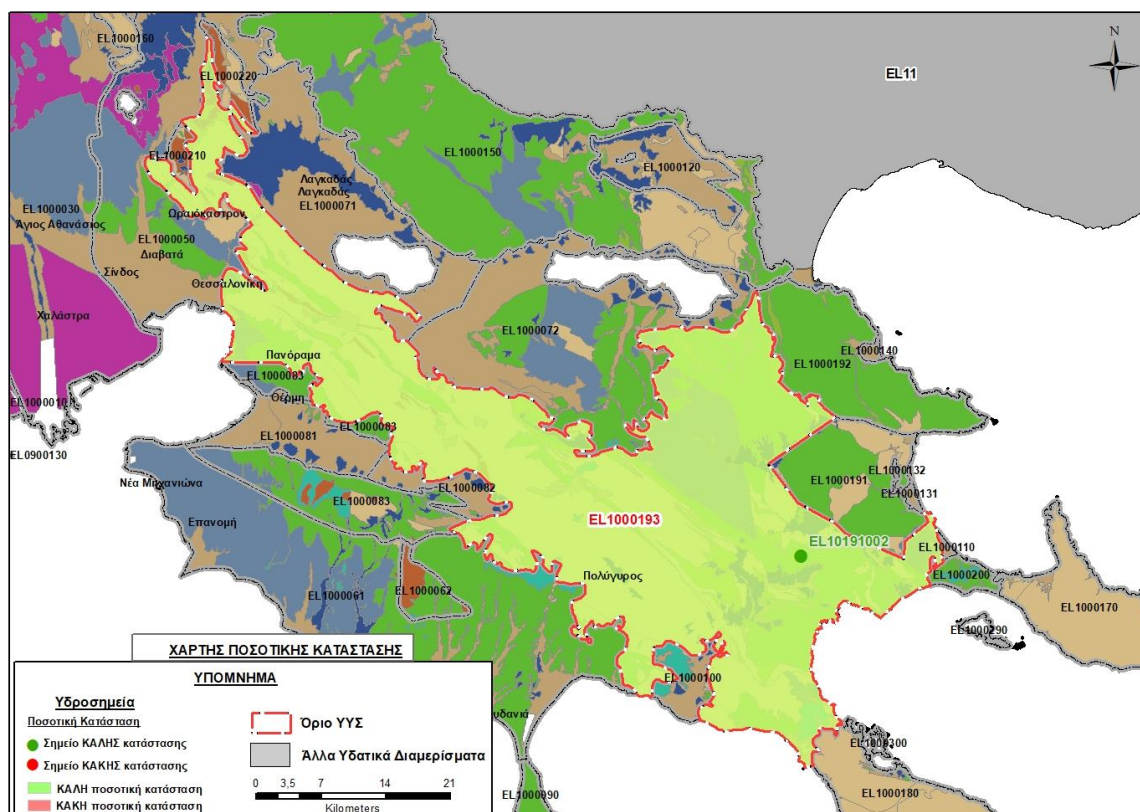 N
EL11
EL1000160
EL1000220
EL1000210
EL1000150
EL1000120
Λαγκαδάς
Λαγκαδάς
EL1000071
EL1000030
Άγιος Αθανάσιος
Ωραιόκαστρον
EL1000050
Διαβατά
Σίνδος
Θεσσαλονίκη
Χαλάστρα
EL1000072
EL1000140
EL1000192
Πανόραμα
EL1000083
Θέρμη
EL1000010
EL1000083
EL1000081
EL0900130
EL1000132
EL1000191
EL1000131
Νέα Μηχανιώνα
EL1000082
EL1000083
Επανομή
EL1000193
EL10191002
EL1000110
EL1000200
Πολύγυρος
EL1000061
EL1000062
EL1000170
EL1000290
EL1000100
υδανιά
EL1000300
EL1000180
EL1000090
ΧΑΡΤΗΣ ΠΟΣΟΤΙΚΗΣ ΚΑΤΑΣΤΑΣΗΣ
ΥΠΟΜΝΗΜΑ
Υδροσημεία
Ποσοτική Κατάσταση
Σημείο ΚΑΛΗΣ κατάστασης
Σημείο ΚΑΚΗΣ κατάστασης
ΚΑΛΗ ποσοτική κατάσταση
ΚΑΚΗ ποσοτική κατάσταση
Όριο ΥΥΣ
Άλλα Υδατικά Διαμερίσματα
0 3,5 7 14 21
Kilometers